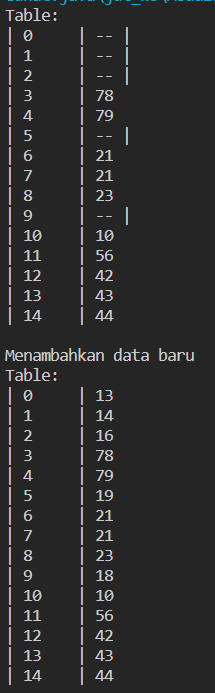 Table:
| 0 | -- |
| 1 | -- |
| 2 | -- |
| 3 | 78
| 4 | 79
| 5 | -- |
| 6 | 21
| 7 | 21
| 8 | 23
| 9 | -- |
| 10 | 10
| 11 | 56
| 12 | 42
| 13 | 43
| 14 | 44
Menambahkan data baru
Table:
| 0 | 13
| 1 | 14
| 2 | 16
| 3 | 78
| 4 | 79
| 5 | 19
| 6 | 21
| 7 | 21
| 8 | 23
| 9 | 18
| 10 | 10
| 11 | 56
| 12 | 42
| 13 | 43
| 14 | 44